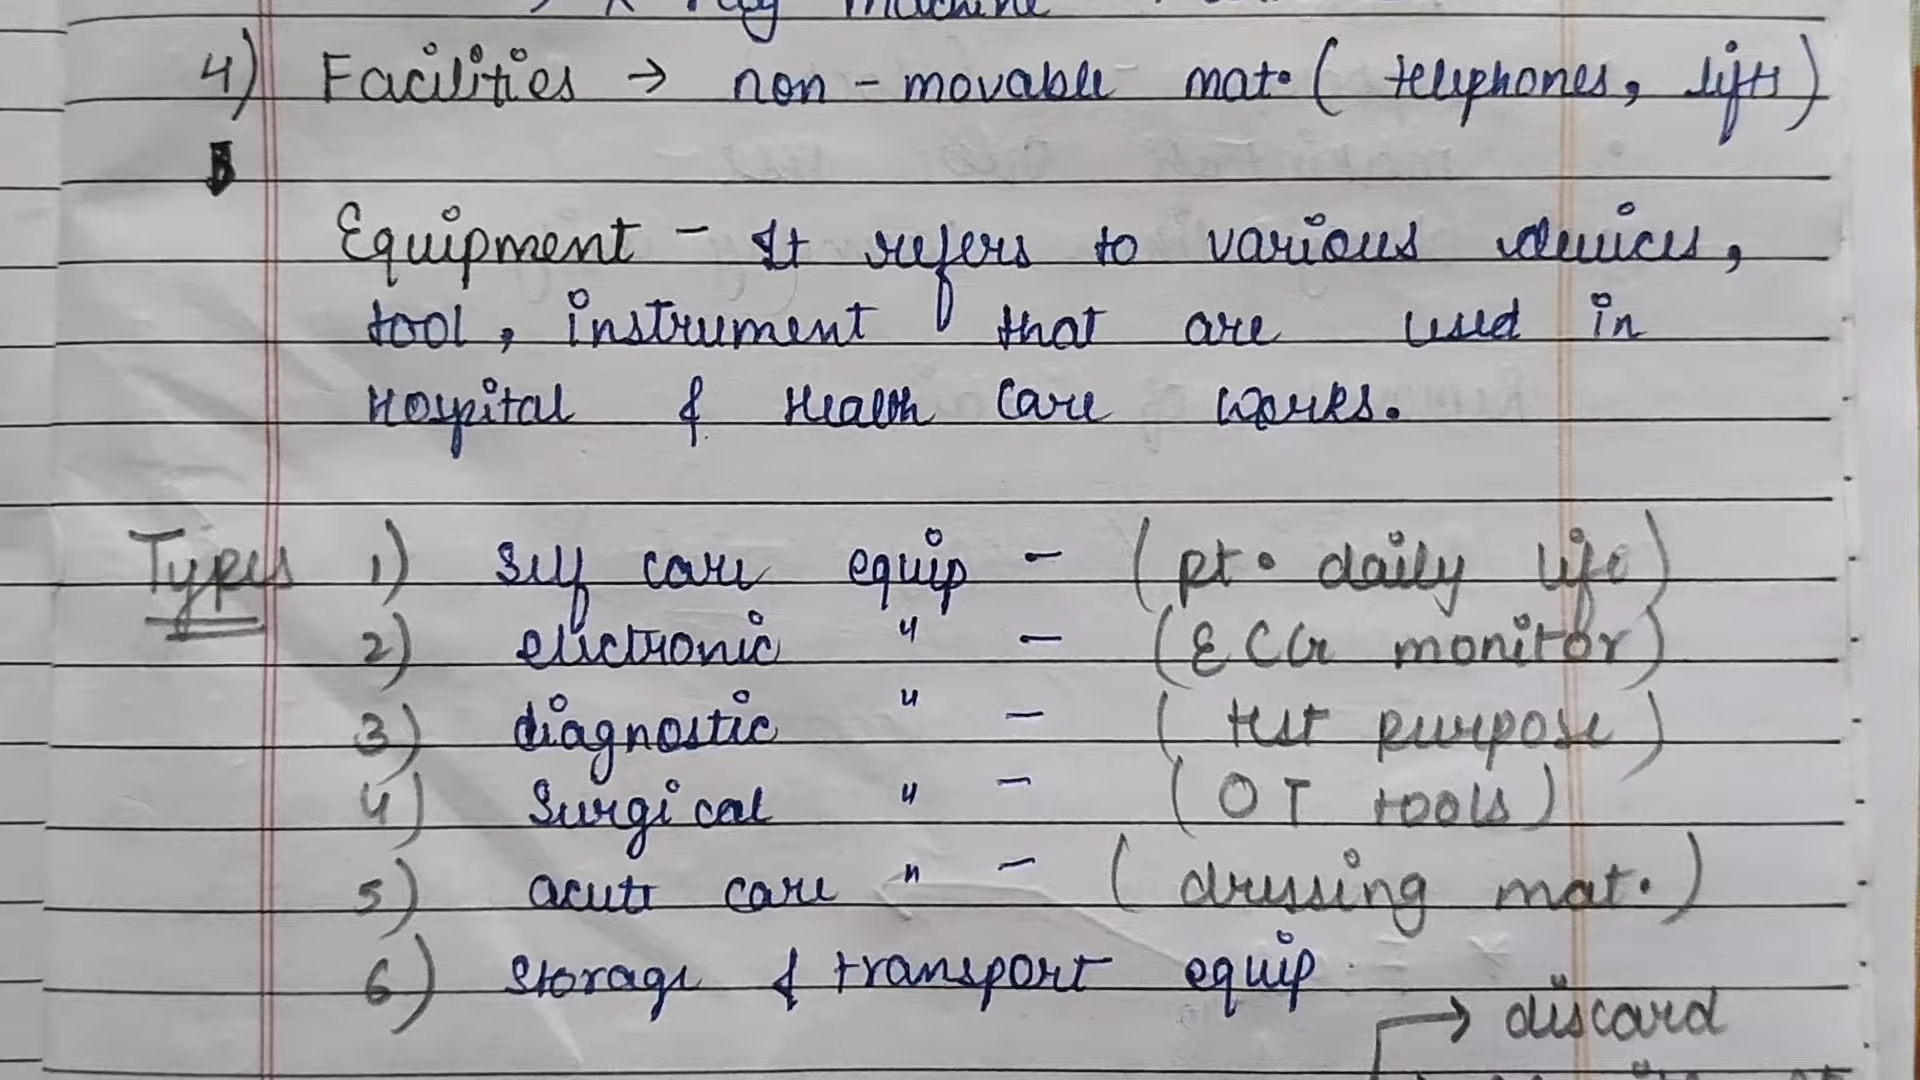 X Ray machine
4) Facilities → non - movable mat. ( telephones, lifts )
Equipment - It refers to various devices,
tool, instrument that are used in
Hospital & Health care works.
Types 1) Self care equip - ( pt. daily life )
2) electronic " - ( ECG monitor )
3) diagnostic " - ( test purpose )
4) Surgical " - ( OT tools )
5) acute care " - ( dressing mat. )
6) storage & transport equip
→ discard